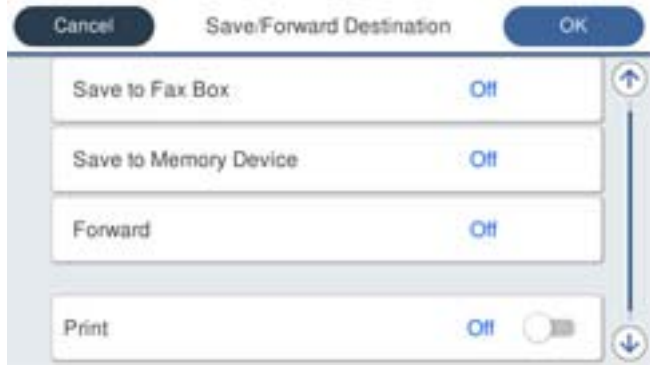 Cancel Save/Forward Destination OK
Save to Fax Box Off
Save to Memory Device Off
Forward Off
Print Off